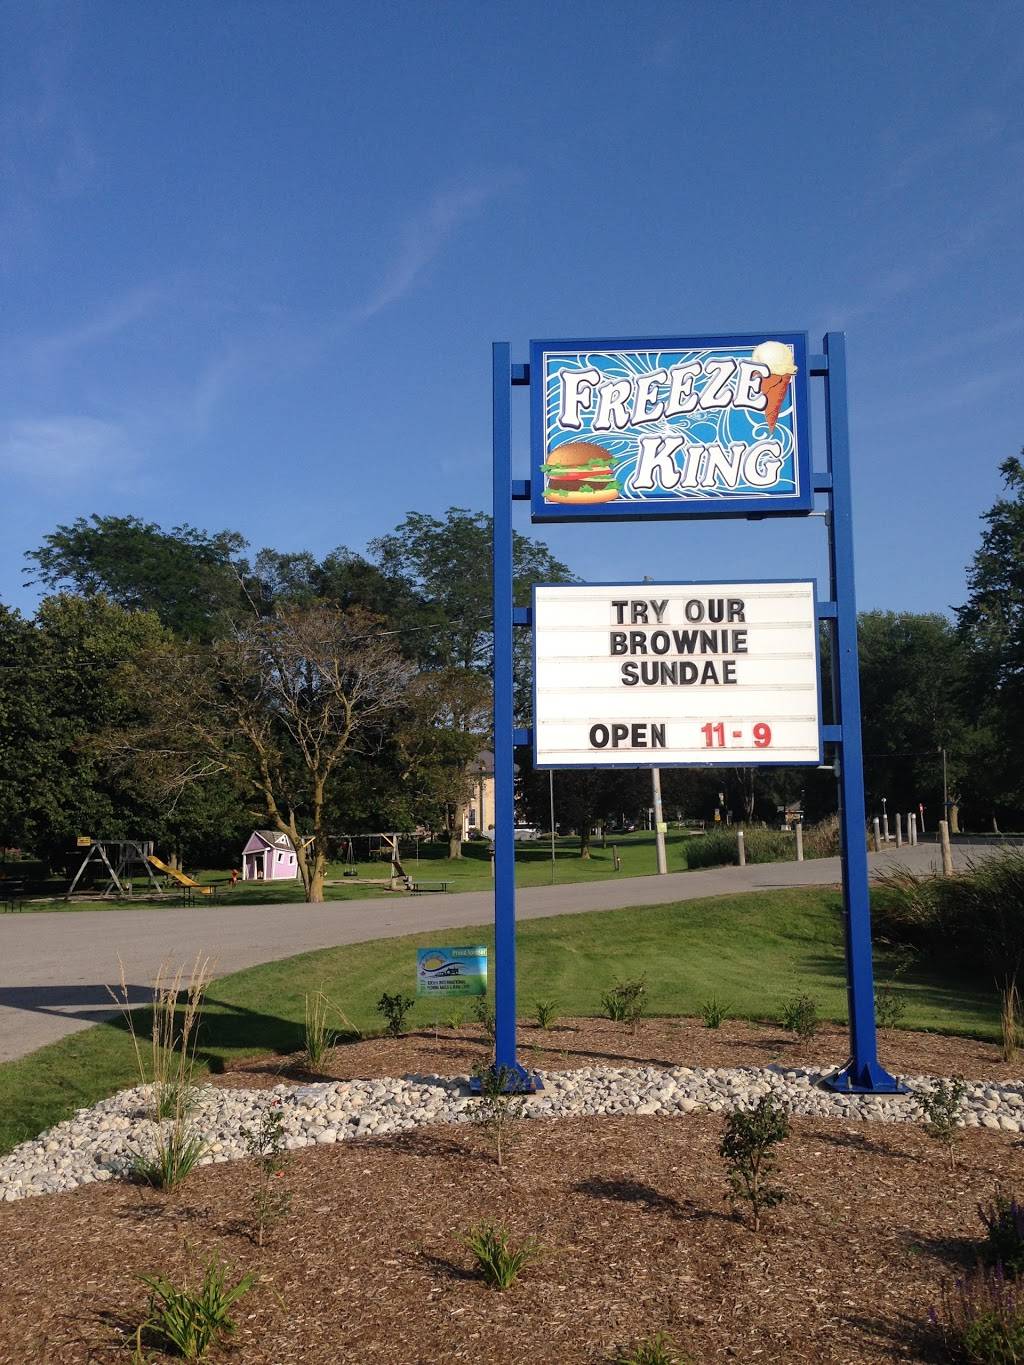 FREEZE
KING
TRY OUR
BROWNIE
SUNDAE
OPEN 11-9